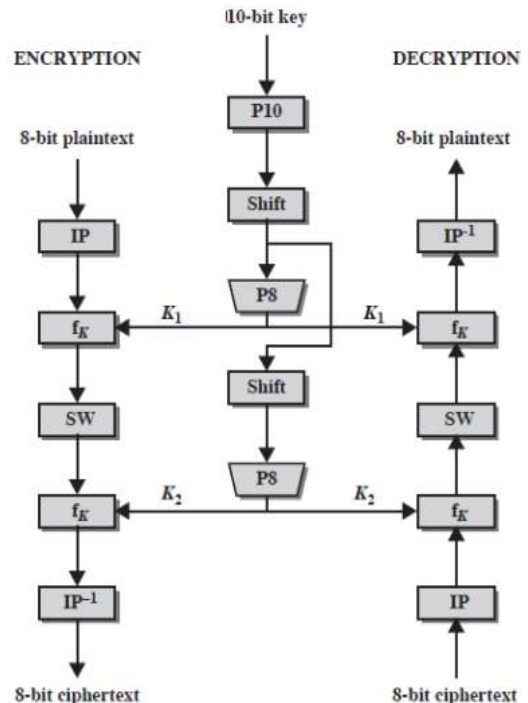 10-bit key
ENCRYPTION
DECRYPTION
P10
8-bit plaintext
8-bit plaintext
Shift
IP
IP-1
P8
K1
K1
fK
fK
Shift
SW
SW
P8
K2
K2
fK
fK
IP–1
IP
8-bit ciphertext
8-bit ciphertext